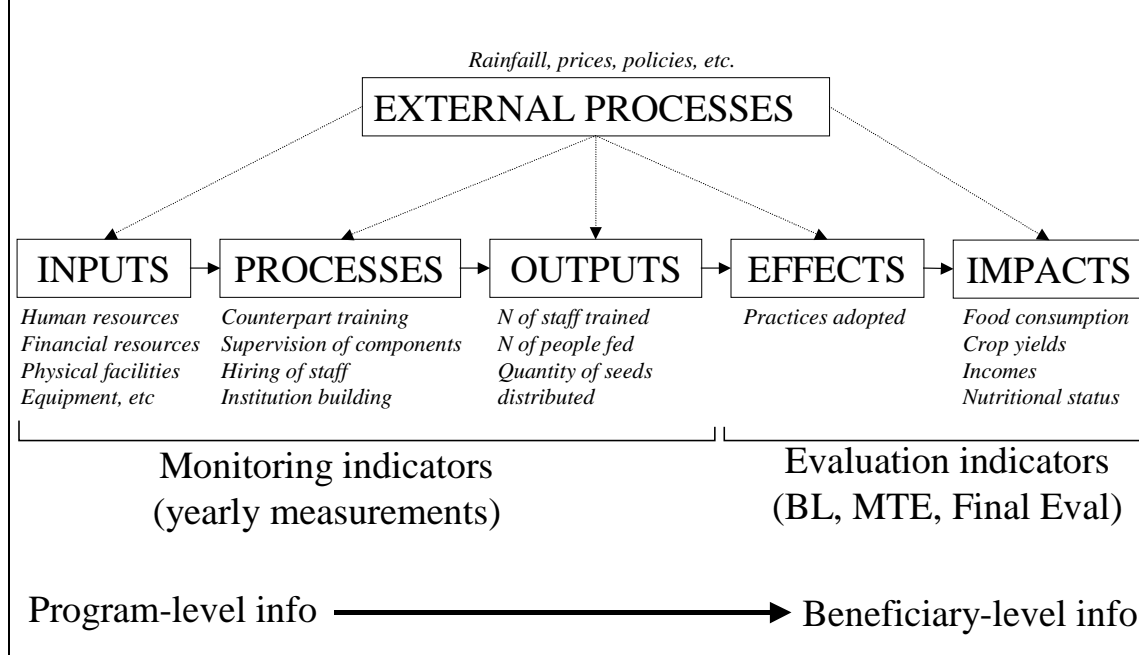 Rainfaill, prices, policies, etc.
EXTERNAL PROCESSES
INPUTS
Human resources
Financial resources
Physical facilities
Equipment, etc
PROCESSES
Counterpart training
Supervision of components
Hiring of staff
Institution building
OUTPUTS
N of staff trained
N of people fed
Quantity of seeds
distributed
EFFECTS
Practices adopted
IMPACTS
Food consumption
Crop yields
Incomes
Nutritional status
Monitoring indicators
(yearly measurements)
Evaluation indicators
(BL, MTE, Final Eval)
Program-level info
Beneficiary-level info